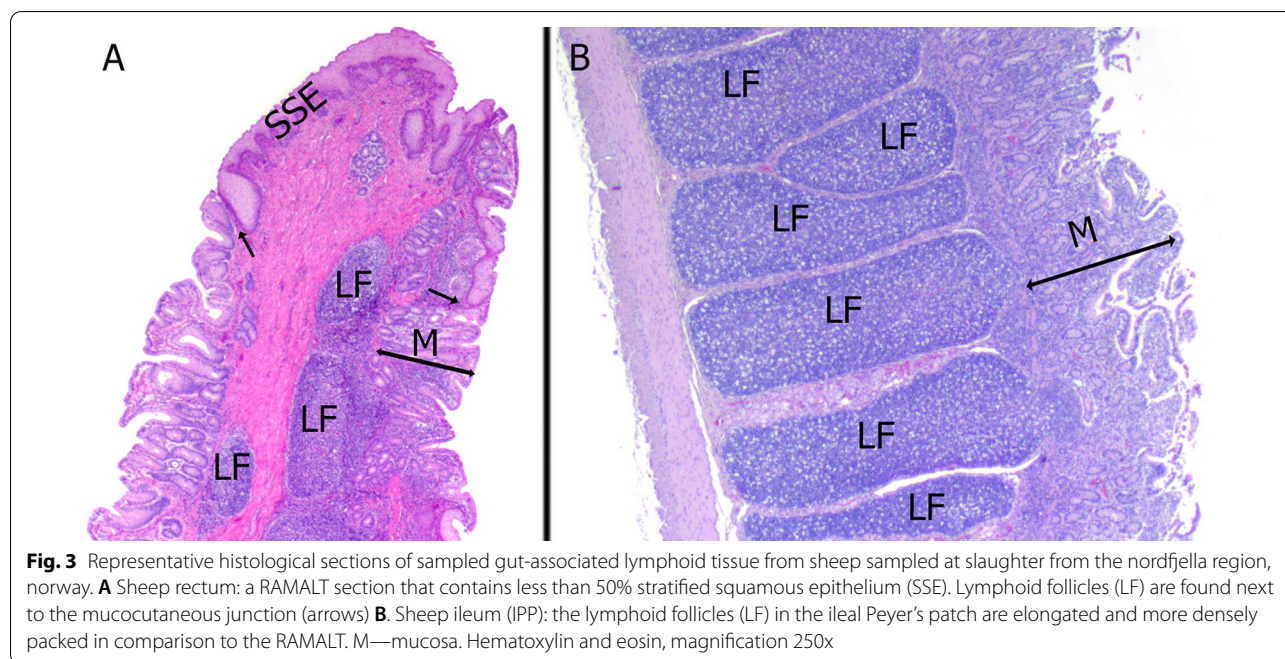 A
SSE
LF
M
LF
LF
B
LF
LF
LF
M
LF
LF
LF
Fig. 3 Representative histological sections of sampled gut-associated lymphoid tissue from sheep sampled at slaughter from the nordfjella region,
norway. A Sheep rectum: a RAMALT section that contains less than 50% stratified squamous epithelium (SSE). Lymphoid follicles (LF) are found next
to the mucocutaneous junction (arrows) B. Sheep ileum (IPP): the lymphoid follicles (LF) in the ileal Peyer's patch are elongated and more densely
packed in comparison to the RAMALT. M—mucosa. Hematoxylin and eosin, magnification 250x